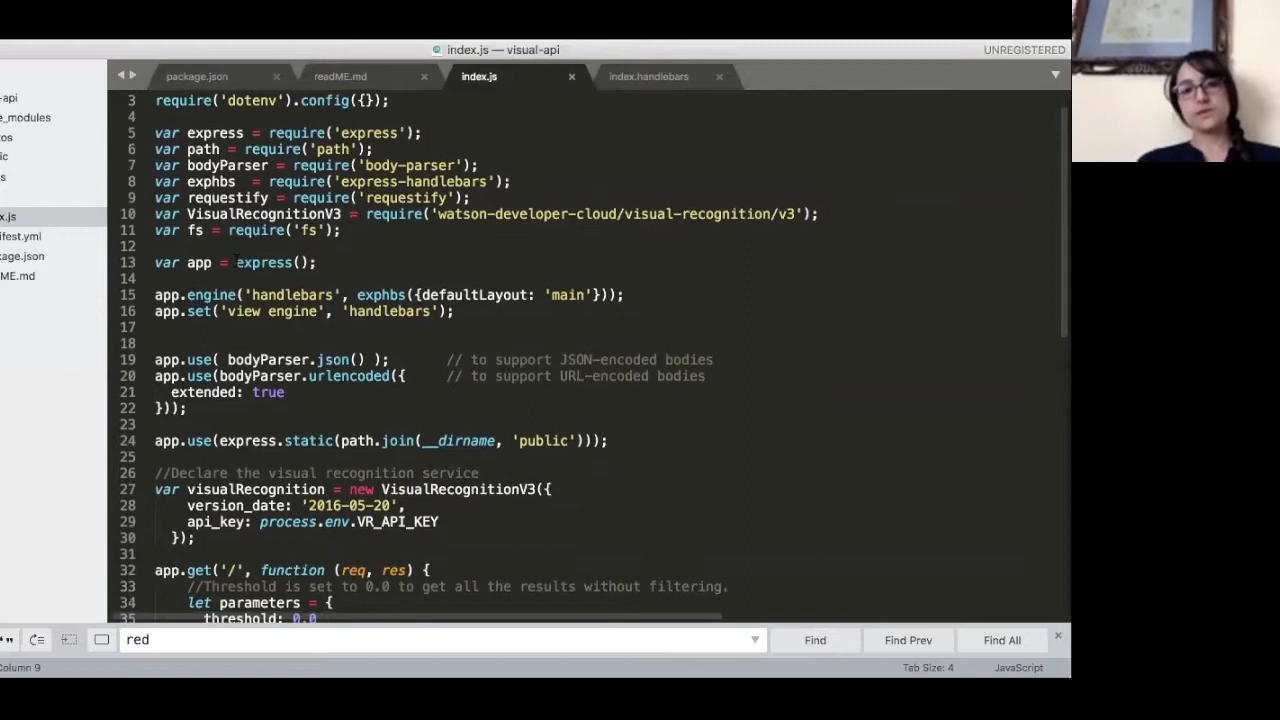 index.js — visual-api
UNREGISTERED
package.json
readME.md
index.js
index.handlebars
-api
e_modules
tos
ic
s
x.js
ifest.yml
kage.json
ME.md
3 require('dotenv').config({});
4
5 var express = require('express');
6 var path = require('path');
7 var bodyParser = require('body-parser');
8 var exphbs  = require('express-handlebars');
9 var requestify = require('requestify');
10 var VisualRecognitionV3 = require('watson-developer-cloud/visual-recognition/v3');
11 var fs = require('fs');
12
13 var app = express();
14
15 app.engine('handlebars', exphbs({defaultLayout: 'main'}));
16 app.set('view engine', 'handlebars');
17
18
19 app.use( bodyParser.json() );       // to support JSON-encoded bodies
20 app.use(bodyParser.urlencoded({     // to support URL-encoded bodies
21   extended: true
22 }));
23
24 app.use(express.static(path.join(__dirname, 'public')));
25
26 //Declare the visual recognition service
27 var visualRecognition = new VisualRecognitionV3({
28     version_date: '2016-05-20',
29     api_key: process.env.VR_API_KEY
30   });
31
32 app.get('/', function (req, res) {
33     //Threshold is set to 0.0 to get all the results without filtering.
34     let parameters = {
35       threshold: 0.0
red
Find
Find Prev
Find All
Column 9
Tab Size: 4
JavaScript